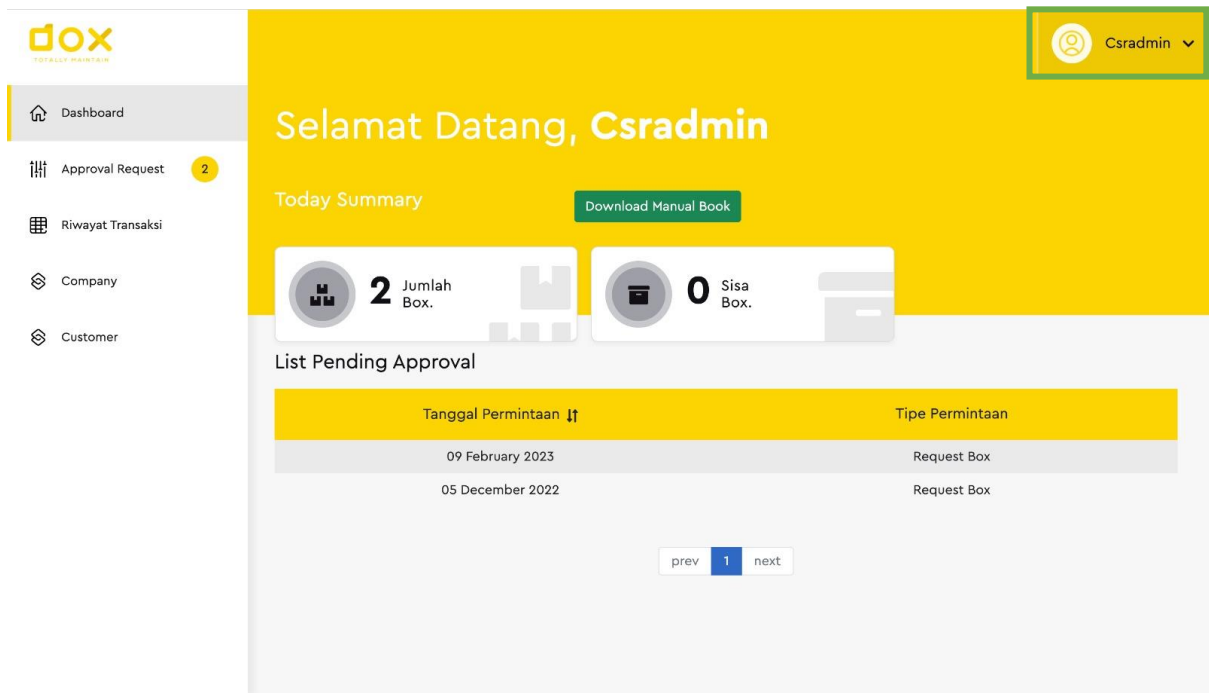 dox
TOTALLY MAINTAIN
Csradmin
Dashboard
Approval Request 2
Riwayat Transaksi
Company
Customer
Selamat Datang, Csradmin
Today Summary
Download Manual Book
2 Jumlah
Box.
0 Sisa
Box.
List Pending Approval
Tanggal Permintaan Tipe Permintaan
09 February 2023 Request Box
05 December 2022 Request Box
prev 1 next